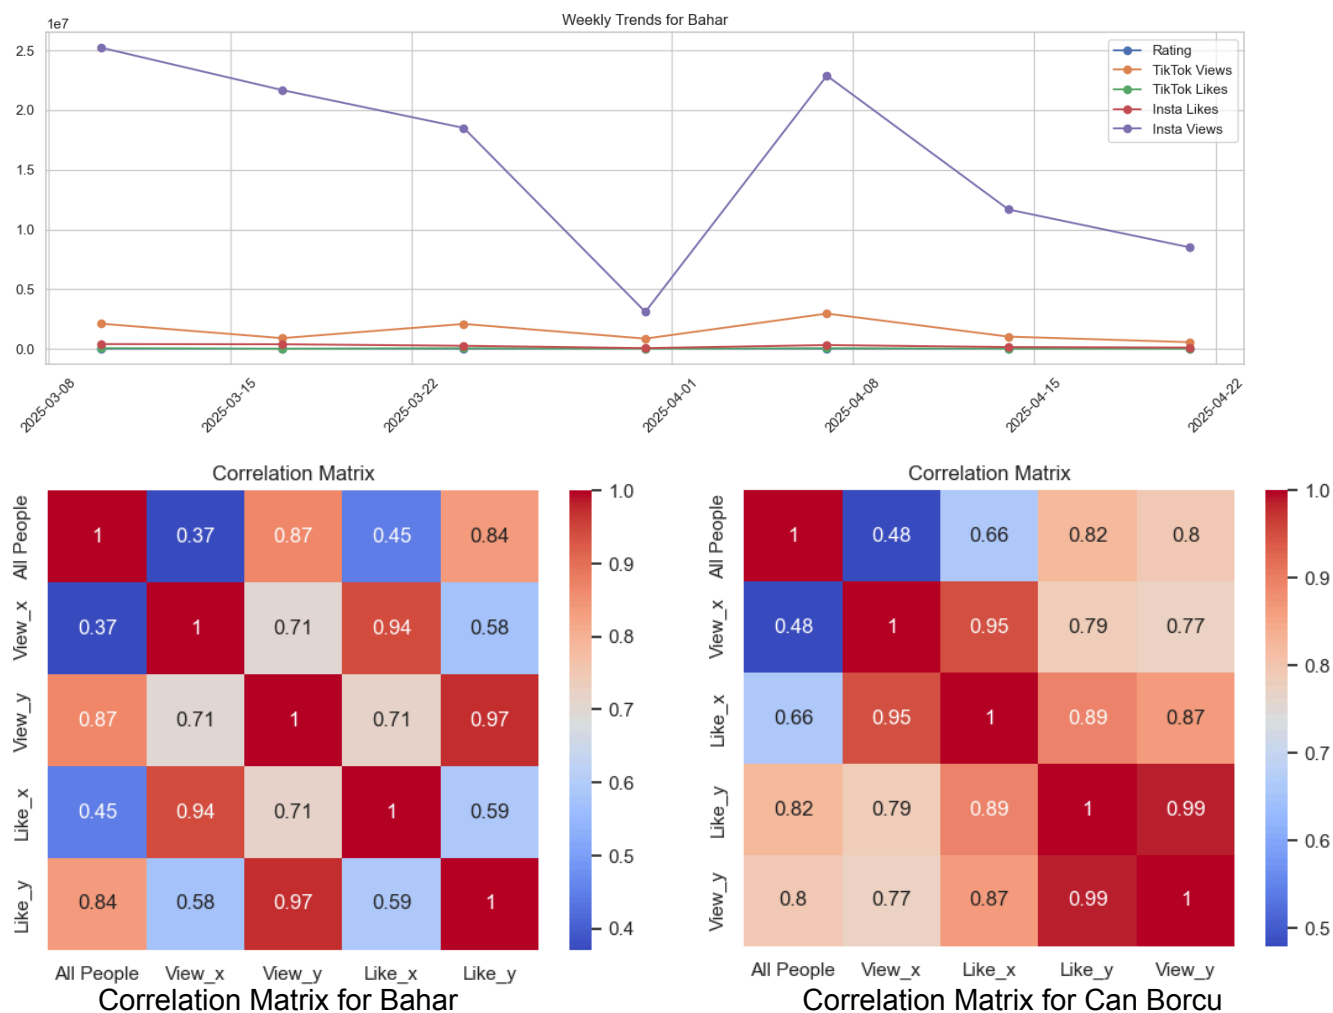 Weekly Trends for Bahar
1e7
2.5
2.0
1.5
1.0
0.5
0.0
Rating
TikTok Views
TikTok Likes
Insta Likes
Insta Views
2025-03-08
2025-03-15
2025-03-22
2025-04-01
2025-04-08
2025-04-15
2025-04-22
Correlation Matrix
All People 1 0.37 0.87 0.45 0.84
View_x 0.37 1 0.71 0.94 0.58
View_y 0.87 0.71 1 0.71 0.97
Like_x 0.45 0.94 0.71 1 0.59
Like_y 0.84 0.58 0.97 0.59 1
All People View_x View_y Like_x Like_y
1.0
0.9
0.8
0.7
0.6
0.5
0.4
Correlation Matrix for Bahar
Correlation Matrix
All People 1 0.48 0.66 0.82 0.8
View_x 0.48 1 0.95 0.79 0.77
Like_x 0.66 0.95 1 0.89 0.87
Like_y 0.82 0.79 0.89 1 0.99
View_y 0.8 0.77 0.87 0.99 1
All People View_x Like_x Like_y View_y
1.0
0.9
0.8
0.7
0.6
0.5
Correlation Matrix for Can Borcu